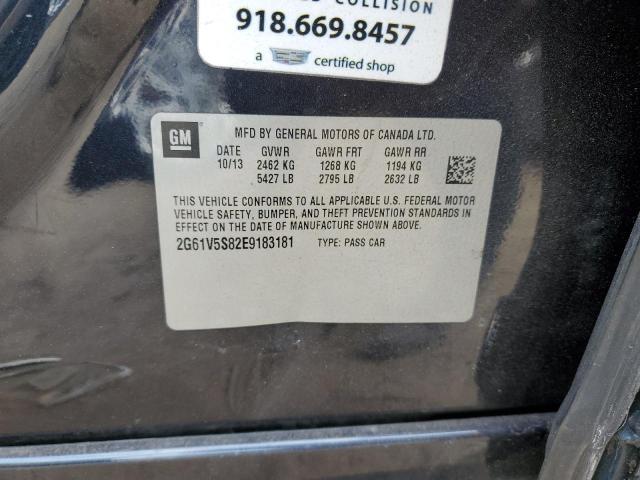 COLLISION
918.669.8457
a certified shop
GM
MFD BY GENERAL MOTORS OF CANADA LTD.
DATE GVWR GAWR FRT GAWR RR
10/13 2462 KG 1268 KG 1194 KG
5427 LB 2795 LB 2632 LB
THIS VEHICLE CONFORMS TO ALL APPLICABLE U.S. FEDERAL MOTOR
VEHICLE SAFETY, BUMPER, AND THEFT PREVENTION STANDARDS IN
EFFECT ON THE DATE OF MANUFACTURE SHOWN ABOVE.
2G61V5S82E9183181 TYPE: PASS CAR